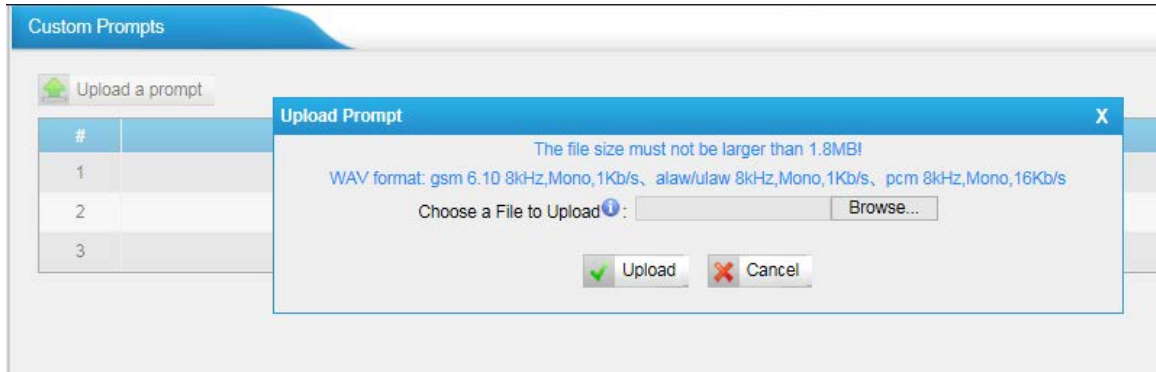 Custom Prompts
Upload a prompt
Upload Prompt X
#
The file size must not be larger than 1.8MB!
1
WAV format: gsm 6.10 8kHz,Mono,1Kb/s、alaw/ulaw 8kHz,Mono,1Kb/s、pcm 8kHz,Mono,16Kb/s
2
Choose a File to Upload : Browse...
3
Upload Cancel